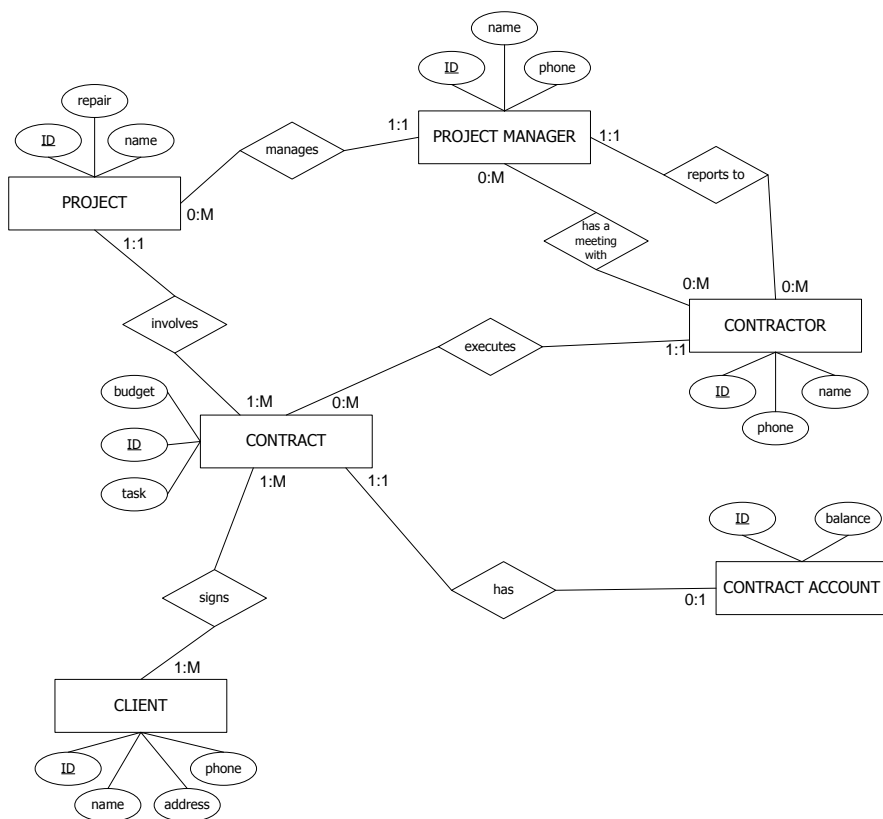 name
ID
phone
repair
ID
name
1:1
PROJECT MANAGER
1:1
manages
0:M
PROJECT
0:M
reports to
1:1
has a
meeting
with
0:M
0:M
CONTRACTOR
involves
executes
1:1
ID
name
phone
budget
1:M
0:M
ID
CONTRACT
task
1:M
1:1
ID
balance
CONTRACT ACCOUNT
has
0:1
signs
1:M
CLIENT
ID
phone
name
address